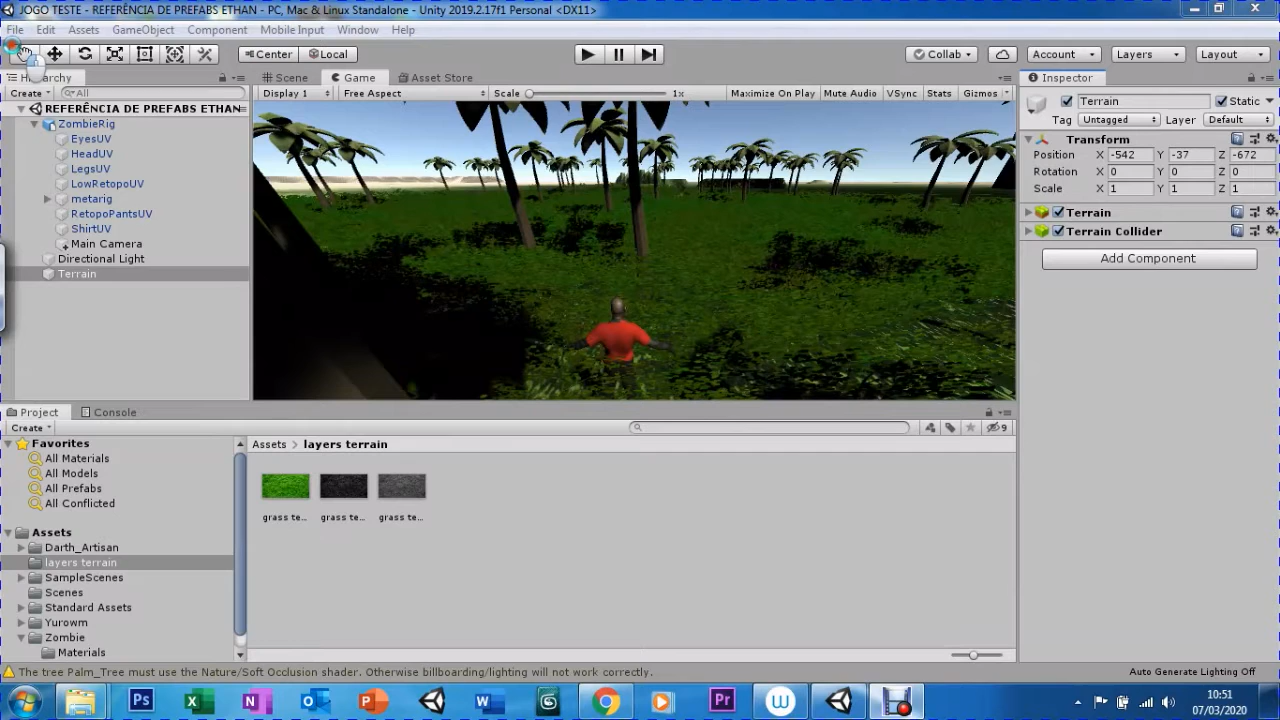 JOGO TESTE - REFERÊNCIA DE PREFABS ETHAN - PC, Mac & Linux Standalone - Unity 2019.2.17f1 Personal <DX11>
File Edit Assets GameObject Component Mobile Input Window Help
Center Local Collab Account Layers Layout
Hierarchy Scene Game Asset Store Inspector
Create All Display 1 Free Aspect Scale 1x Maximize On Play Mute Audio VSync Stats Gizmos
Terrain Static
REFERÊNCIA DE PREFABS ETHAN
Tag Untagged Layer Default
ZombieRig
EyesUV
Transform
HeadUV
Position X -542 Y -37 Z -672
LegsUV
Rotation X 0 Y 0 Z 0
LowRetopoUV
Scale X 1 Y 1 Z 1
metarig
RetopoPantsUV
Terrain
ShirtUV
Terrain Collider
Main Camera
Directional Light
Add Component
Terrain
Project Console
Create 9
Favorites
Assets layers terrain
All Materials
All Models
All Prefabs
All Conflicted
grass te... grass te... grass te...
Assets
Darth_Artisan
layers terrain
SampleScenes
Scenes
Standard Assets
Yurowm
Zombie
Materials
The tree Palm_Tree must use the Nature/Soft Occlusion shader. Otherwise billboarding/lighting will not work correctly.
Auto Generate Lighting Off
Ps X N O P W Pr W
10:51
07/03/2020